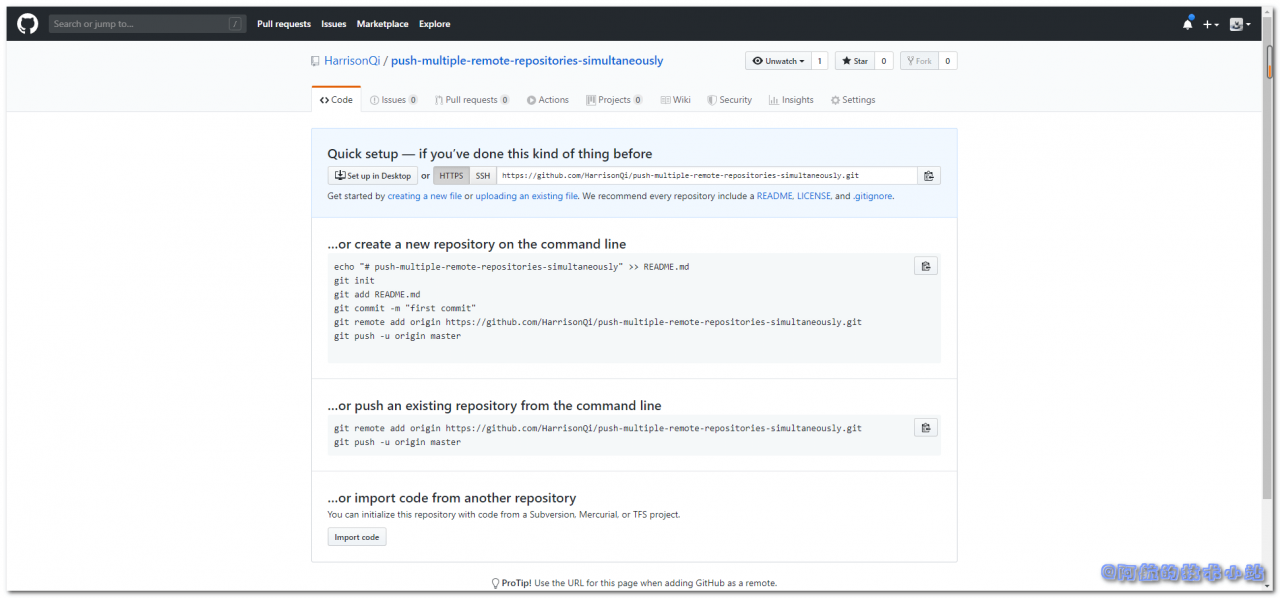 Search or jump to... / Pull requests Issues Marketplace Explore
HarrisonQi / push-multiple-remote-repositories-simultaneously Unwatch 1 Star 0 Fork 0
Code Issues 0 Pull requests 0 Actions Projects 0 Wiki Security Insights Settings
Quick setup — if you’ve done this kind of thing before
Set up in Desktop or HTTPS SSH https://github.com/HarrisonQi/push-multiple-remote-repositories-simultaneously.git
Get started by creating a new file or uploading an existing file. We recommend every repository include a README, LICENSE, and .gitignore.
…or create a new repository on the command line
echo "# push-multiple-remote-repositories-simultaneously" >> README.md
git init
git add README.md
git commit -m "first commit"
git remote add origin https://github.com/HarrisonQi/push-multiple-remote-repositories-simultaneously.git
git push -u origin master
…or push an existing repository from the command line
git remote add origin https://github.com/HarrisonQi/push-multiple-remote-repositories-simultaneously.git
git push -u origin master
…or import code from another repository
You can initialize this repository with code from a Subversion, Mercurial, or TFS project.
Import code
ProTip! Use the URL for this page when adding GitHub as a remote.